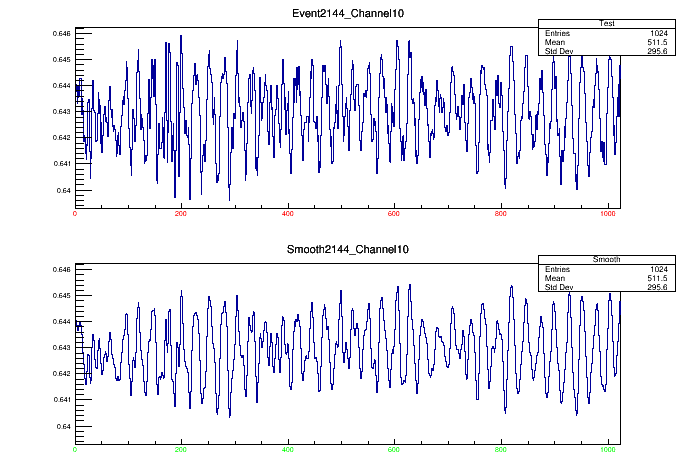 Event2144_Channel10
Test
Entries 1024
Mean 511.5
Std Dev 295.6
0.646
0.645
0.644
0.643
0.642
0.641
0.64
0 200 400 600 800 1000
Smooth2144_Channel10
Smooth
Entries 1024
Mean 511.5
Std Dev 295.6
0.646
0.645
0.644
0.643
0.642
0.641
0.64
0 200 400 600 800 1000